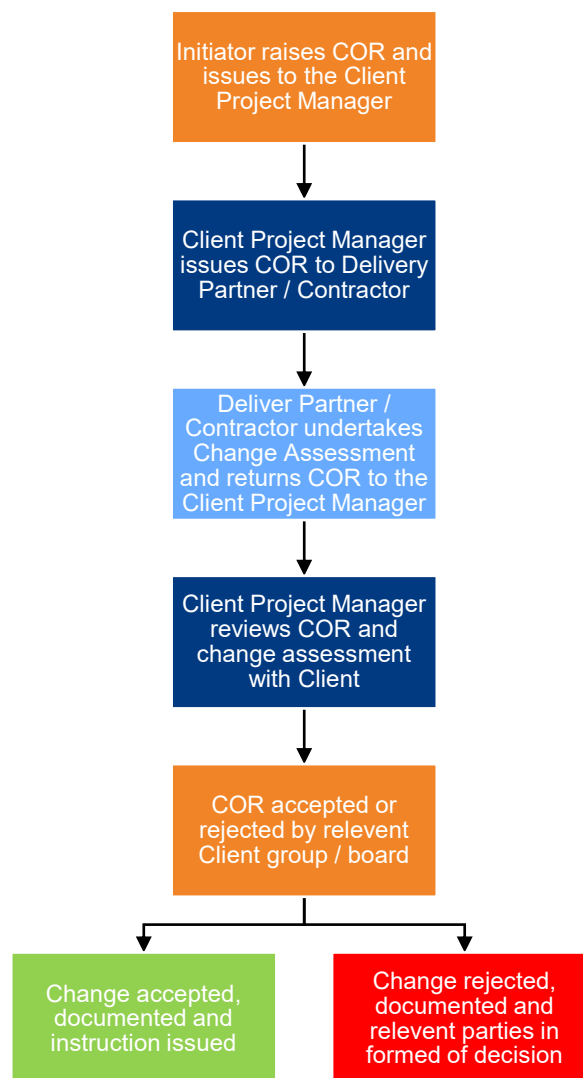 Initiator raises COR and
issues to the Client
Project Manager
Client Project Manager
issues COR to Delivery
Partner / Contractor
Deliver Partner /
Contractor undertakes
Change Assessment
and returns COR to the
Client Project Manager
Client Project Manager
reviews COR and
change assessment
with Client
COR accepted or
rejected by relevent
Client group / board
Change accepted,
documented and
instruction issued
Change rejected,
documented and
relevent parties in
formed of decision